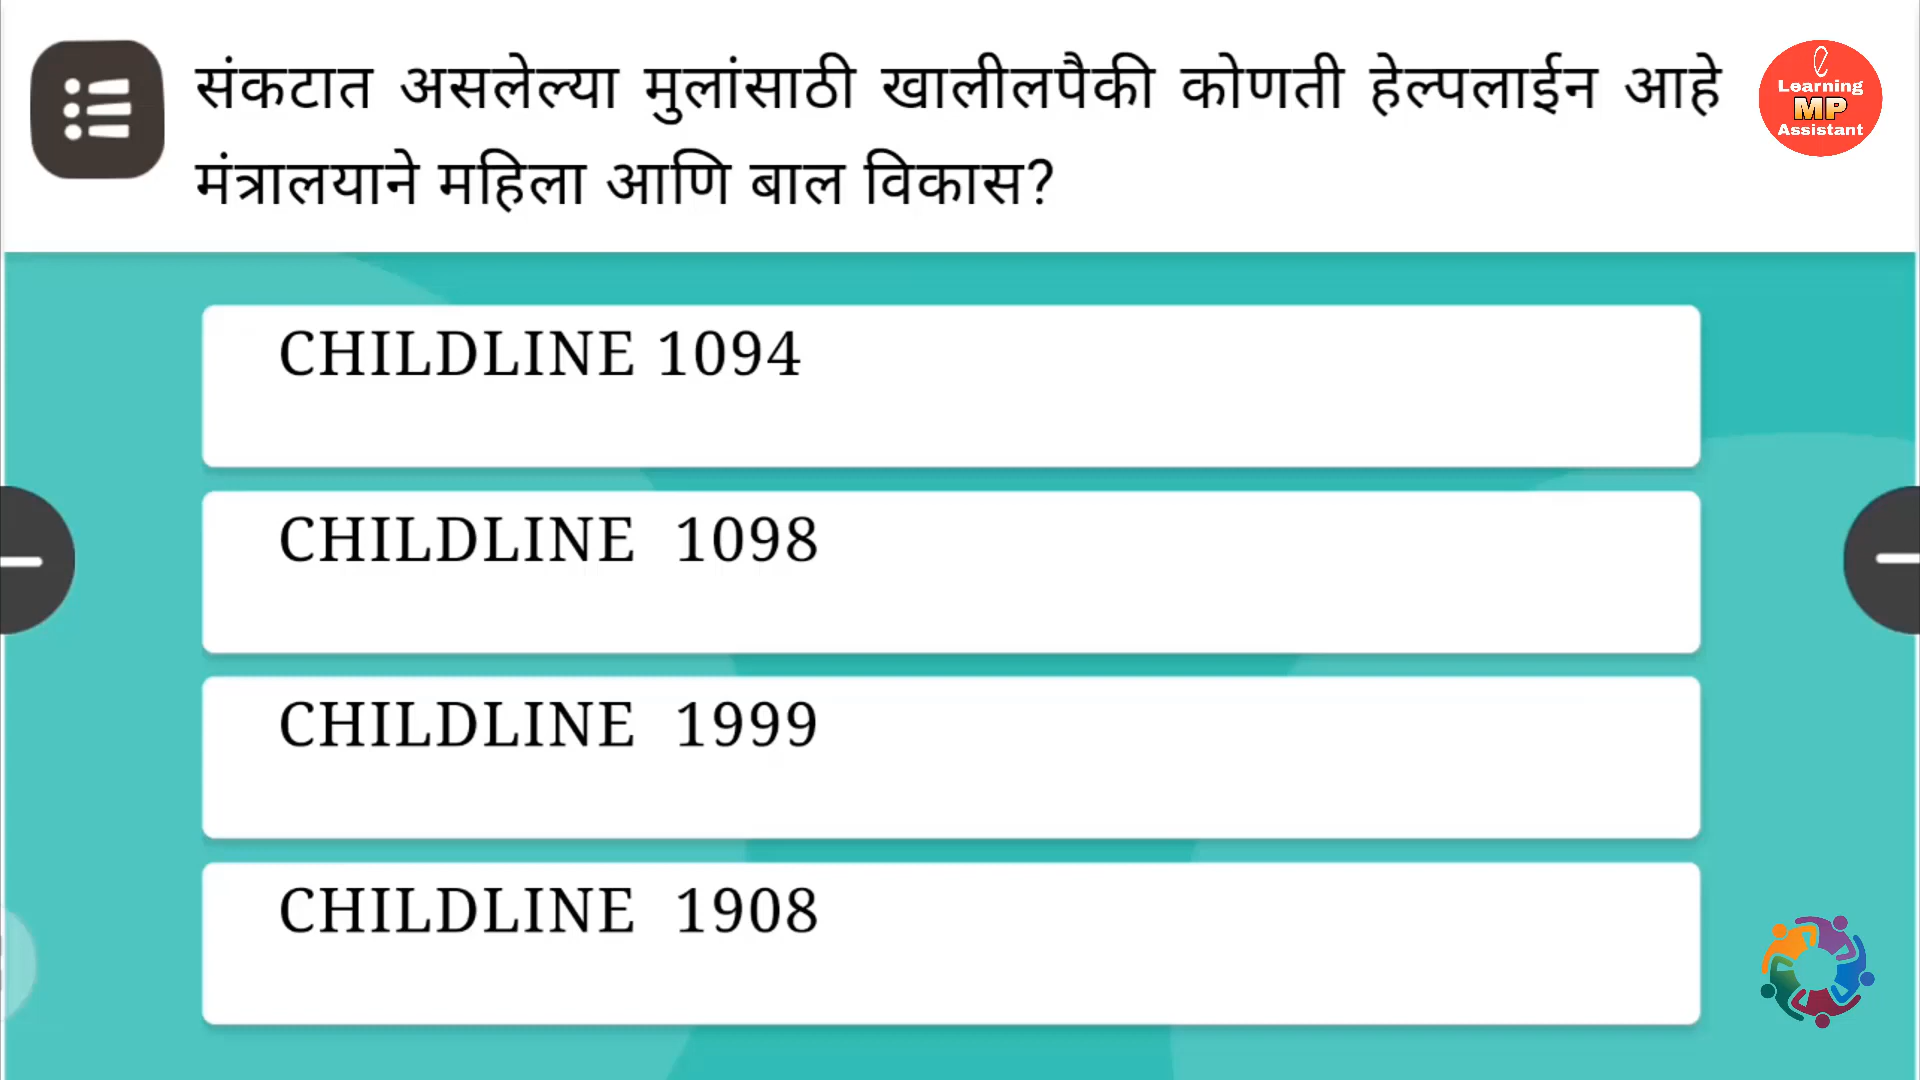 संकटात असलेल्या मुलांसाठी खालीलपैकी कोणती हेल्पलाईन आहे
मंत्रालयाने महिला आणि बाल विकास?
Learning
MP
Assistant
CHILDLINE 1094
CHILDLINE 1098
CHILDLINE 1999
CHILDLINE 1908